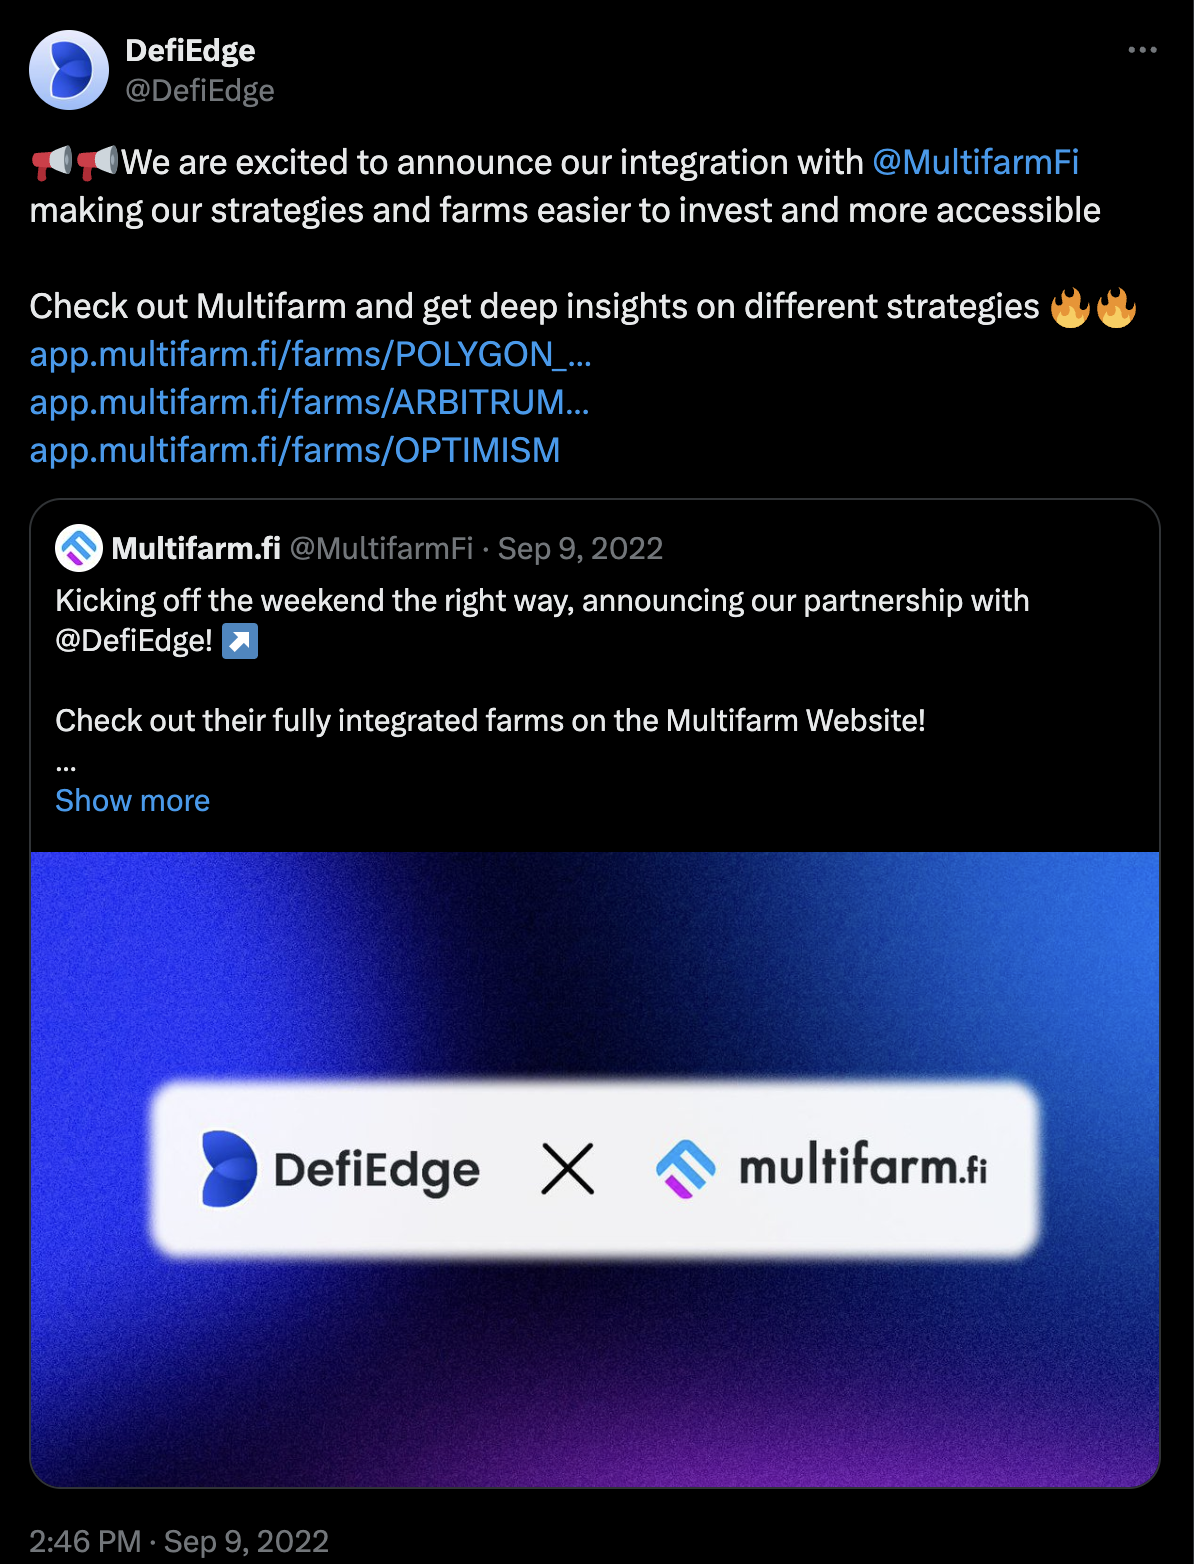 DefiEdge
@DefiEdge
📢📢We are excited to announce our integration with @MultifarmFi
making our strategies and farms easier to invest and more accessible
Check out Multifarm and get deep insights on different strategies 🔥🔥
app.multifarm.fi/farms/POLYGON_...
app.multifarm.fi/farms/ARBITRUM...
app.multifarm.fi/farms/OPTIMISM
Multifarm.fi @MultifarmFi · Sep 9, 2022
Kicking off the weekend the right way, announcing our partnership with
@DefiEdge! ↗️
Check out their fully integrated farms on the Multifarm Website!
...
Show more
DefiEdge X multifarm.fi
2:46 PM · Sep 9, 2022